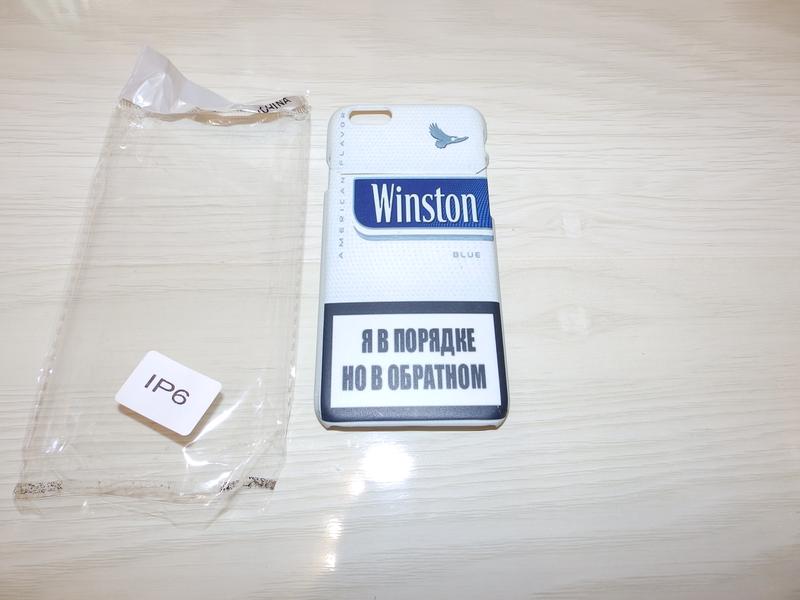 CHINA
IP6
AMERICAN FLAVOR
Winston
BLUE
Я В ПОРЯДКЕ
НО В ОБРАТНОМ